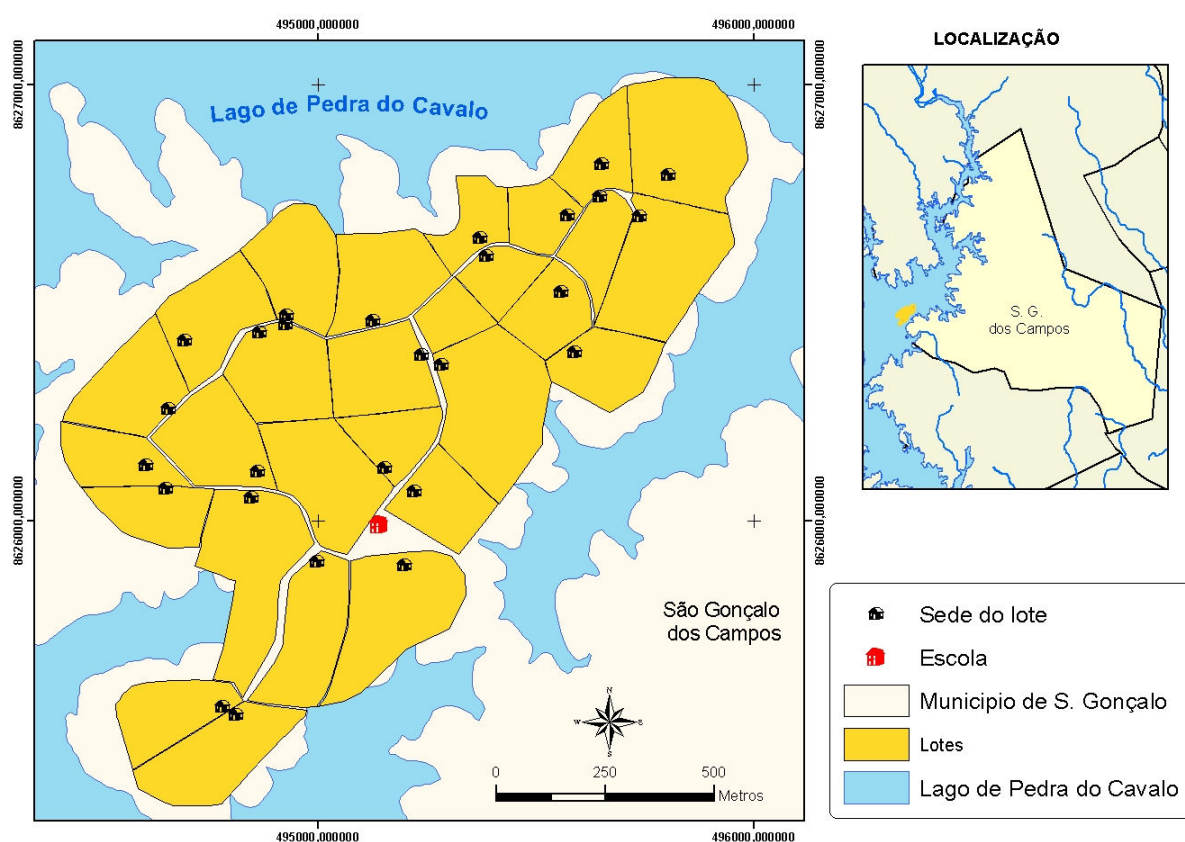 495000,000000
496000,000000
8627000,000000
8627000,000000
Lago de Pedra do Cavalo
8626000,000000
8626000,000000
São Gonçalo
dos Campos
N
W
E
S
0
250
500
Metros
495000,000000
496000,000000
LOCALIZAÇÃO
S. G.
dos Campos
Sede do lote
Escola
Municipio de S. Gonçalo
Lotes
Lago de Pedra do Cavalo